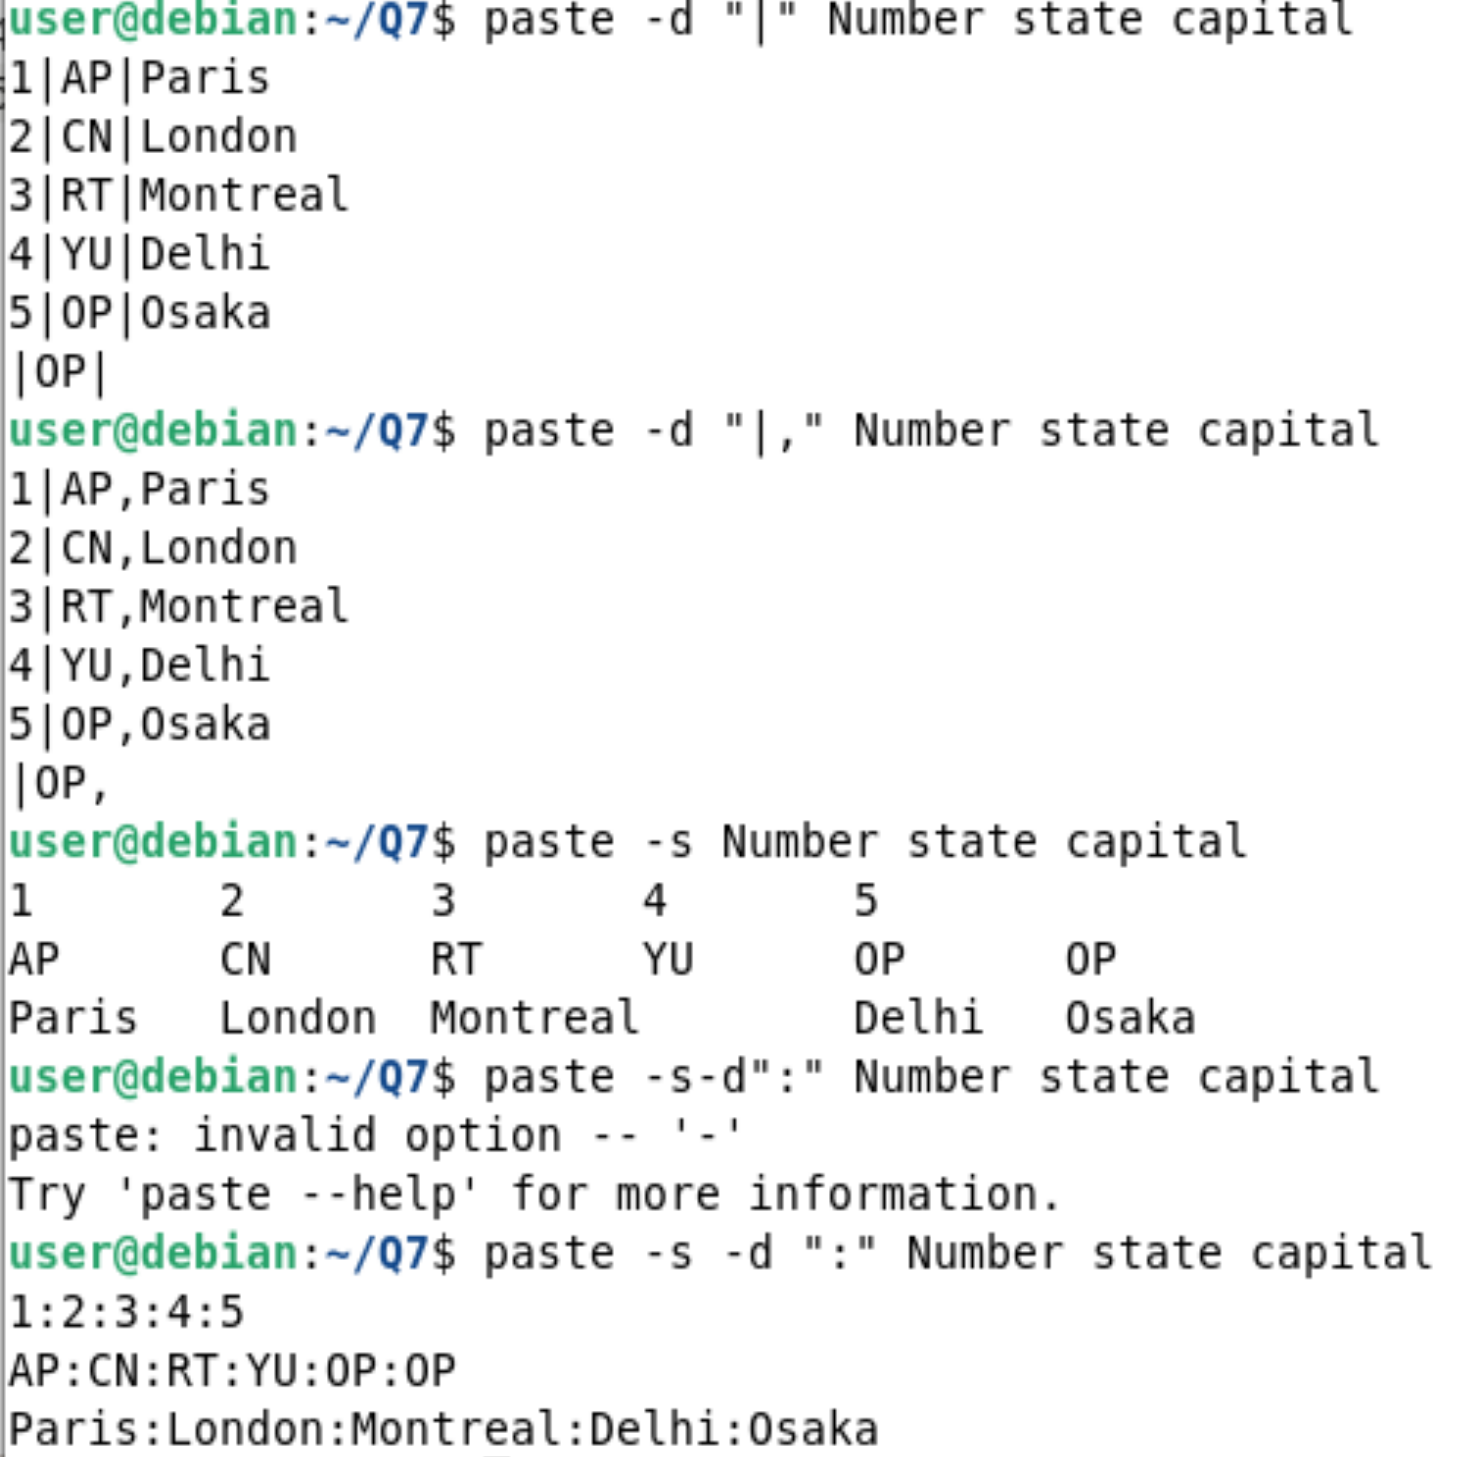 user@debian:~/Q7$ paste -d "|" Number state capital
1|AP|Paris
2|CN|London
3|RT|Montreal
4|YU|Delhi
5|OP|Osaka
|OP|
user@debian:~/Q7$ paste -d "|," Number state capital
1|AP,Paris
2|CN,London
3|RT,Montreal
4|YU,Delhi
5|OP,Osaka
|OP,
user@debian:~/Q7$ paste -s Number state capital
1       2       3       4       5
AP      CN      RT      YU      OP      OP
Paris   London  Montreal        Delhi   Osaka
user@debian:~/Q7$ paste -s-d":" Number state capital
paste: invalid option -- '-'
Try 'paste --help' for more information.
user@debian:~/Q7$ paste -s -d ":" Number state capital
1:2:3:4:5
AP:CN:RT:YU:OP:OP
Paris:London:Montreal:Delhi:Osaka